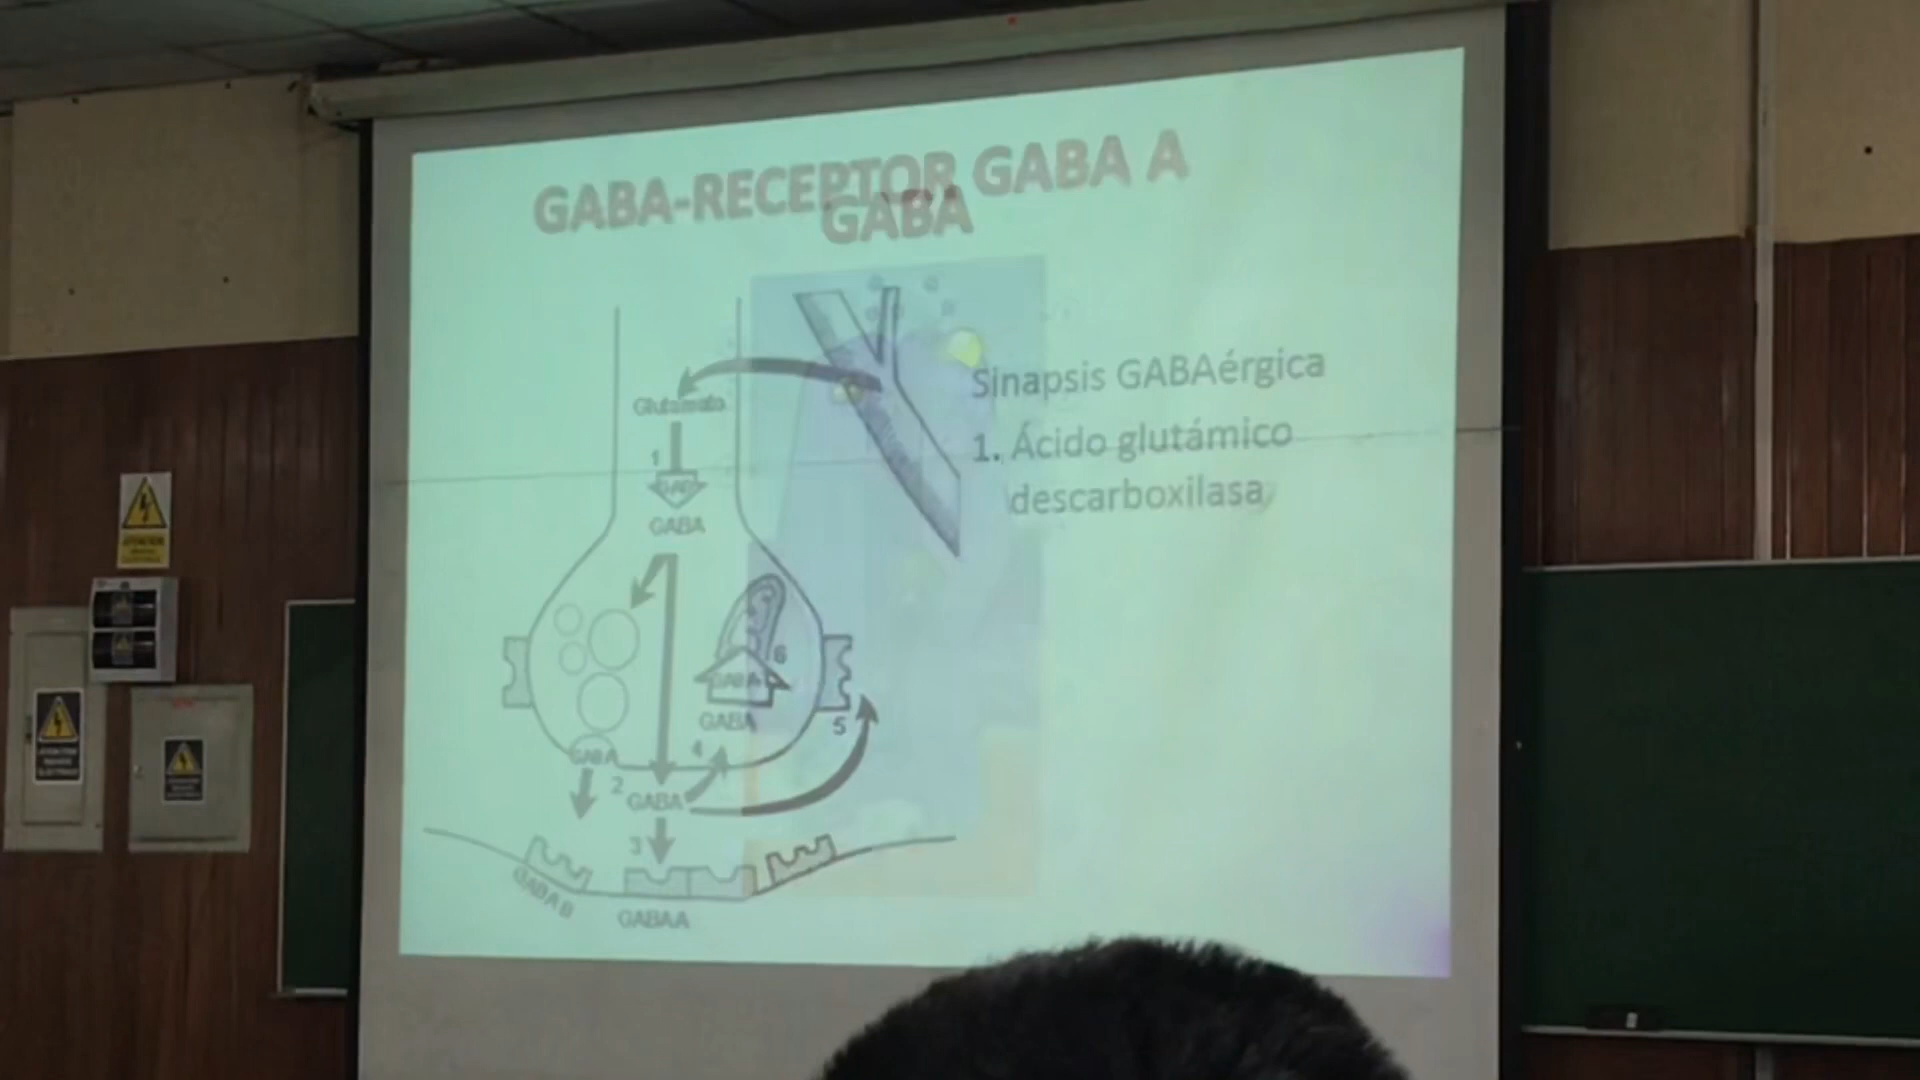 GABA-RECEPTOR GABA A
GABA
Sinapsis GABAérgica
1. Ácido glutámico
descarboxilasa
Glutamato
1
GAD
GABA
6
GABA
5
4
GABA
2
GABA
3
GABA B
GABA A